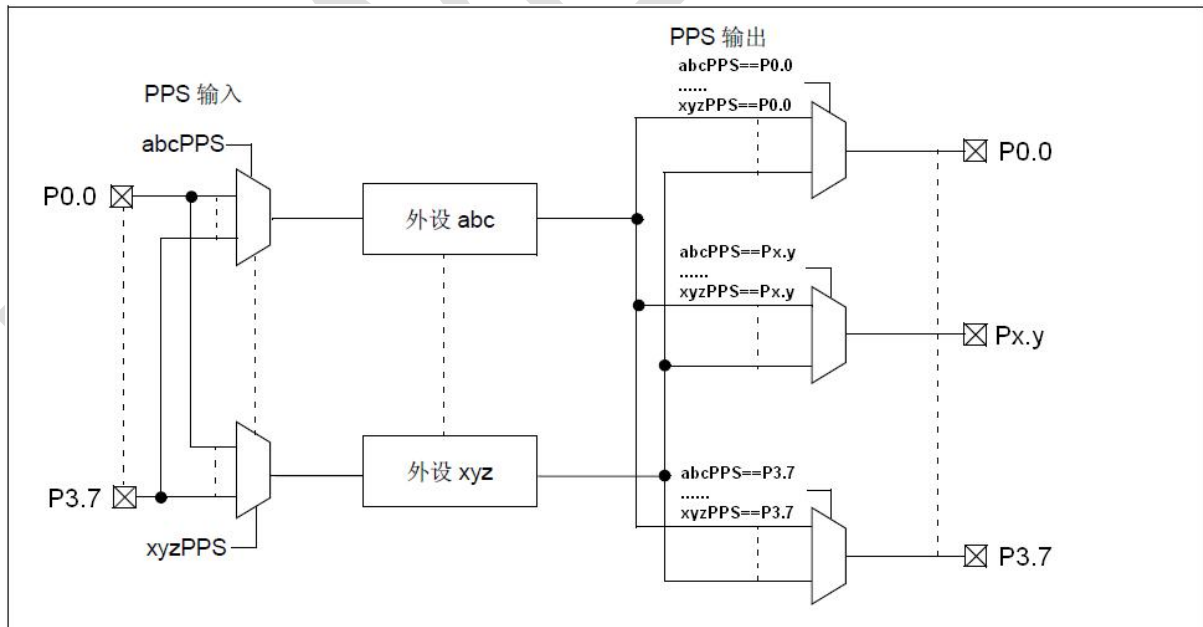 PPS 输出
abcPPS==P0.0
......
xyzPPS==P0.0
PPS 输入
abcPPS
P0.0
P0.0
外设 abc
abcPPS==Px.y
......
xyzPPS==Px.y
Px.y
外设 xyz
abcPPS==P3.7
......
xyzPPS==P3.7
P3.7
xyzPPS
P3.7